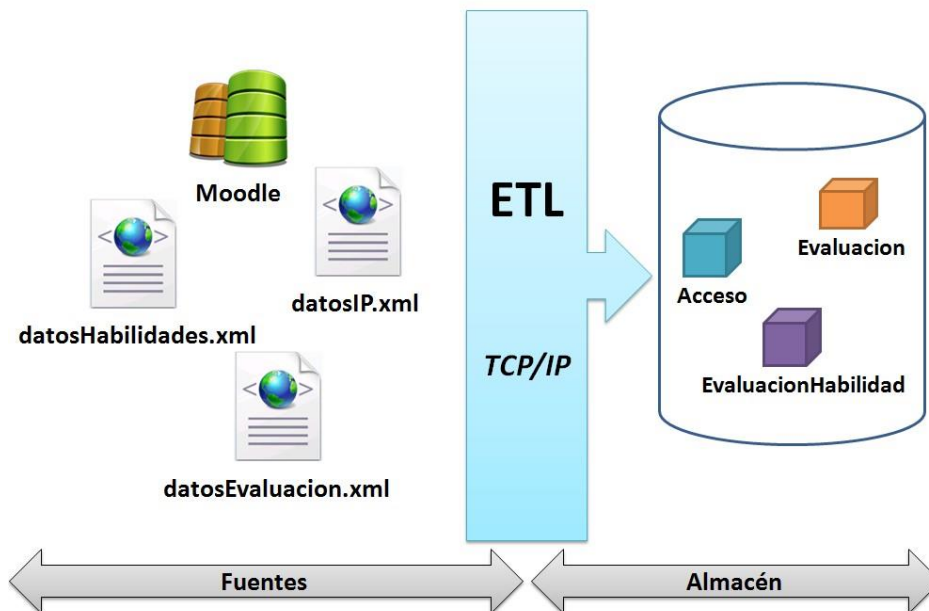 Moodle
datosIP.xml
datosHabilidades.xml
datosEvaluacion.xml
ETL
TCP/IP
Evaluacion
Acceso
EvaluacionHabilidad
Fuentes
Almacén